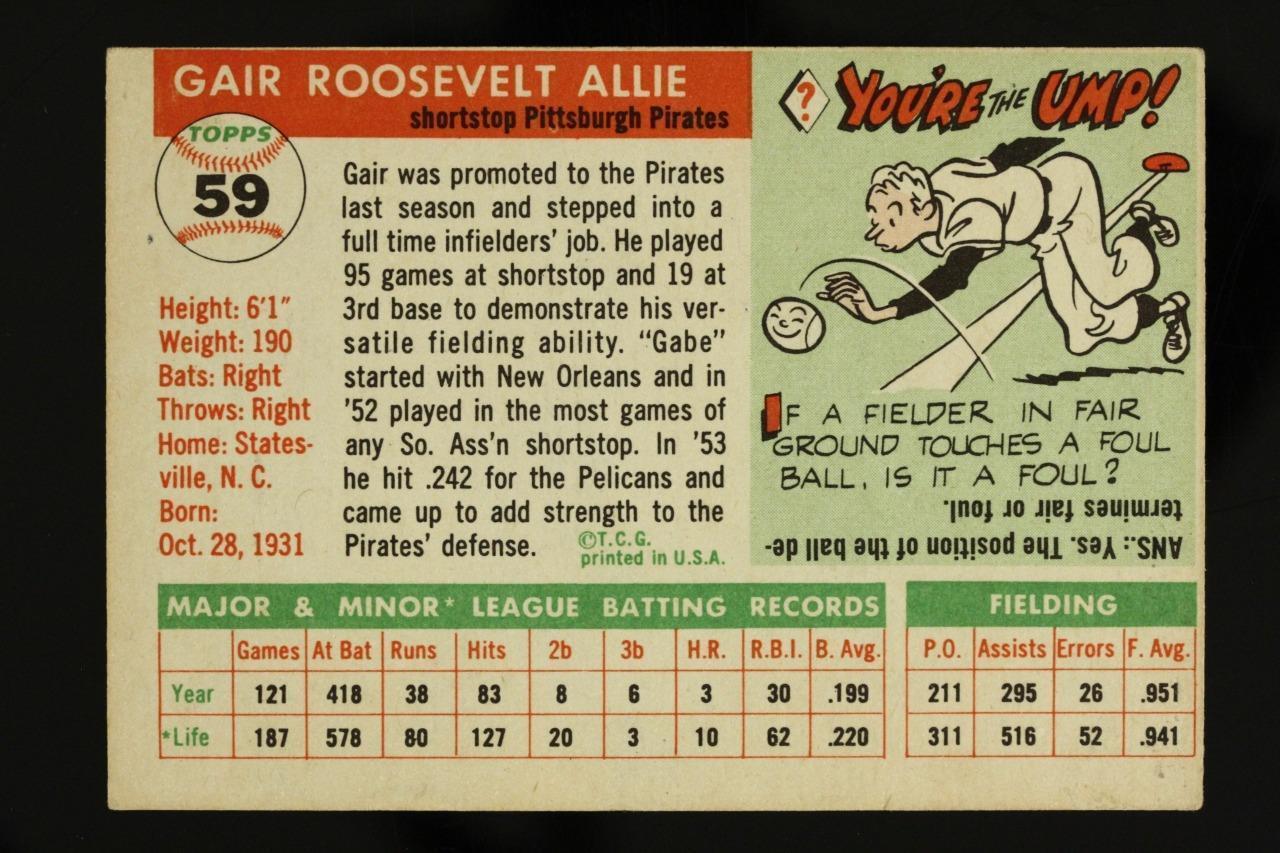 GAIR ROOSEVELT ALLIE
shortstop Pittsburgh Pirates
TOPPS
59
Height: 6'1"
Weight: 190
Bats: Right
Throws: Right
Home: States-
ville, N. C.
Born:
Oct. 28, 1931
Gair was promoted to the Pirates
last season and stepped into a
full time infielders' job. He played
95 games at shortstop and 19 at
3rd base to demonstrate his ver-
satile fielding ability. "Gabe"
started with New Orleans and in
'52 played in the most games of
any So. Ass'n shortstop. In '53
he hit .242 for the Pelicans and
came up to add strength to the
Pirates' defense.
©T.C.G.
printed in U.S.A.
? YOU'RE THE UMP!
IF A FIELDER IN FAIR
GROUND TOUCHES A FOUL
BALL, IS IT A FOUL?
ANS.: Yes. The position of the ball de-
termines fair or foul.
MAJOR & MINOR* LEAGUE BATTING RECORDS
Games At Bat Runs Hits 2b 3b H.R. R.B.I. B. Avg.
Year 121 418 38 83 8 6 3 30 .199
*Life 187 578 80 127 20 3 10 62 .220
FIELDING
P.O. Assists Errors F. Avg.
211 295 26 .951
311 516 52 .941